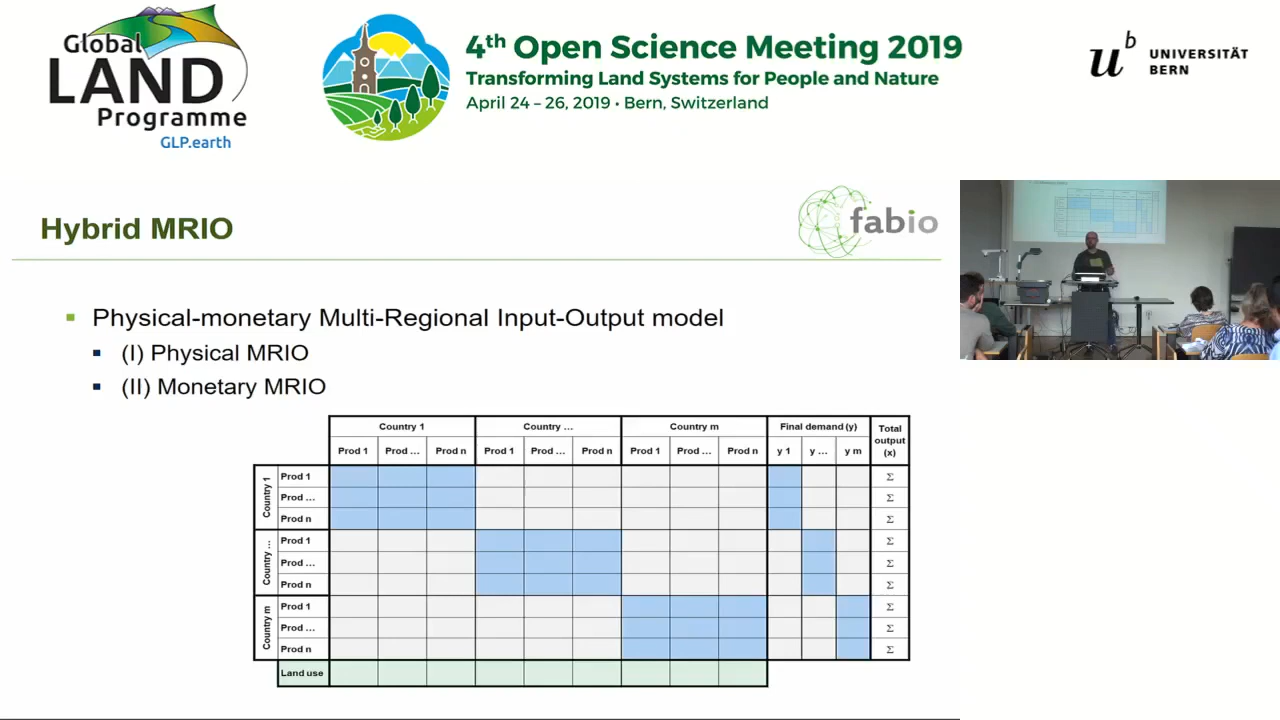 Global
LAND
Programme
GLP.earth
4th Open Science Meeting 2019
Transforming Land Systems for People and Nature
April 24 – 26, 2019 • Bern, Switzerland
u b UNIVERSITÄT
BERN
Hybrid MRIO
fabio
Physical-monetary Multi-Regional Input-Output model
(I) Physical MRIO
(II) Monetary MRIO
Country 1 Country ... Country m Final demand (y) Total output (x)
Prod 1 Prod ... Prod n Prod 1 Prod ... Prod n Prod 1 Prod ... Prod n y 1 y ... y m
Country 1 Prod 1 Σ
Prod ... Σ
Prod n Σ
Country ... Prod 1 Σ
Prod ... Σ
Prod n Σ
Country m Prod 1 Σ
Prod ... Σ
Prod n Σ
Land use